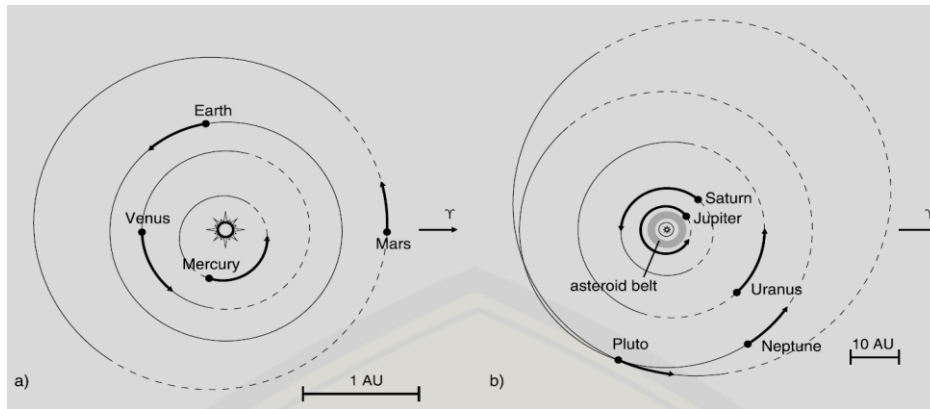 Earth
Venus
Mercury
Mars
♈
1 AU
a)
Saturn
Jupiter
asteroid belt
Uranus
Neptune
Pluto
♈
10 AU
b)